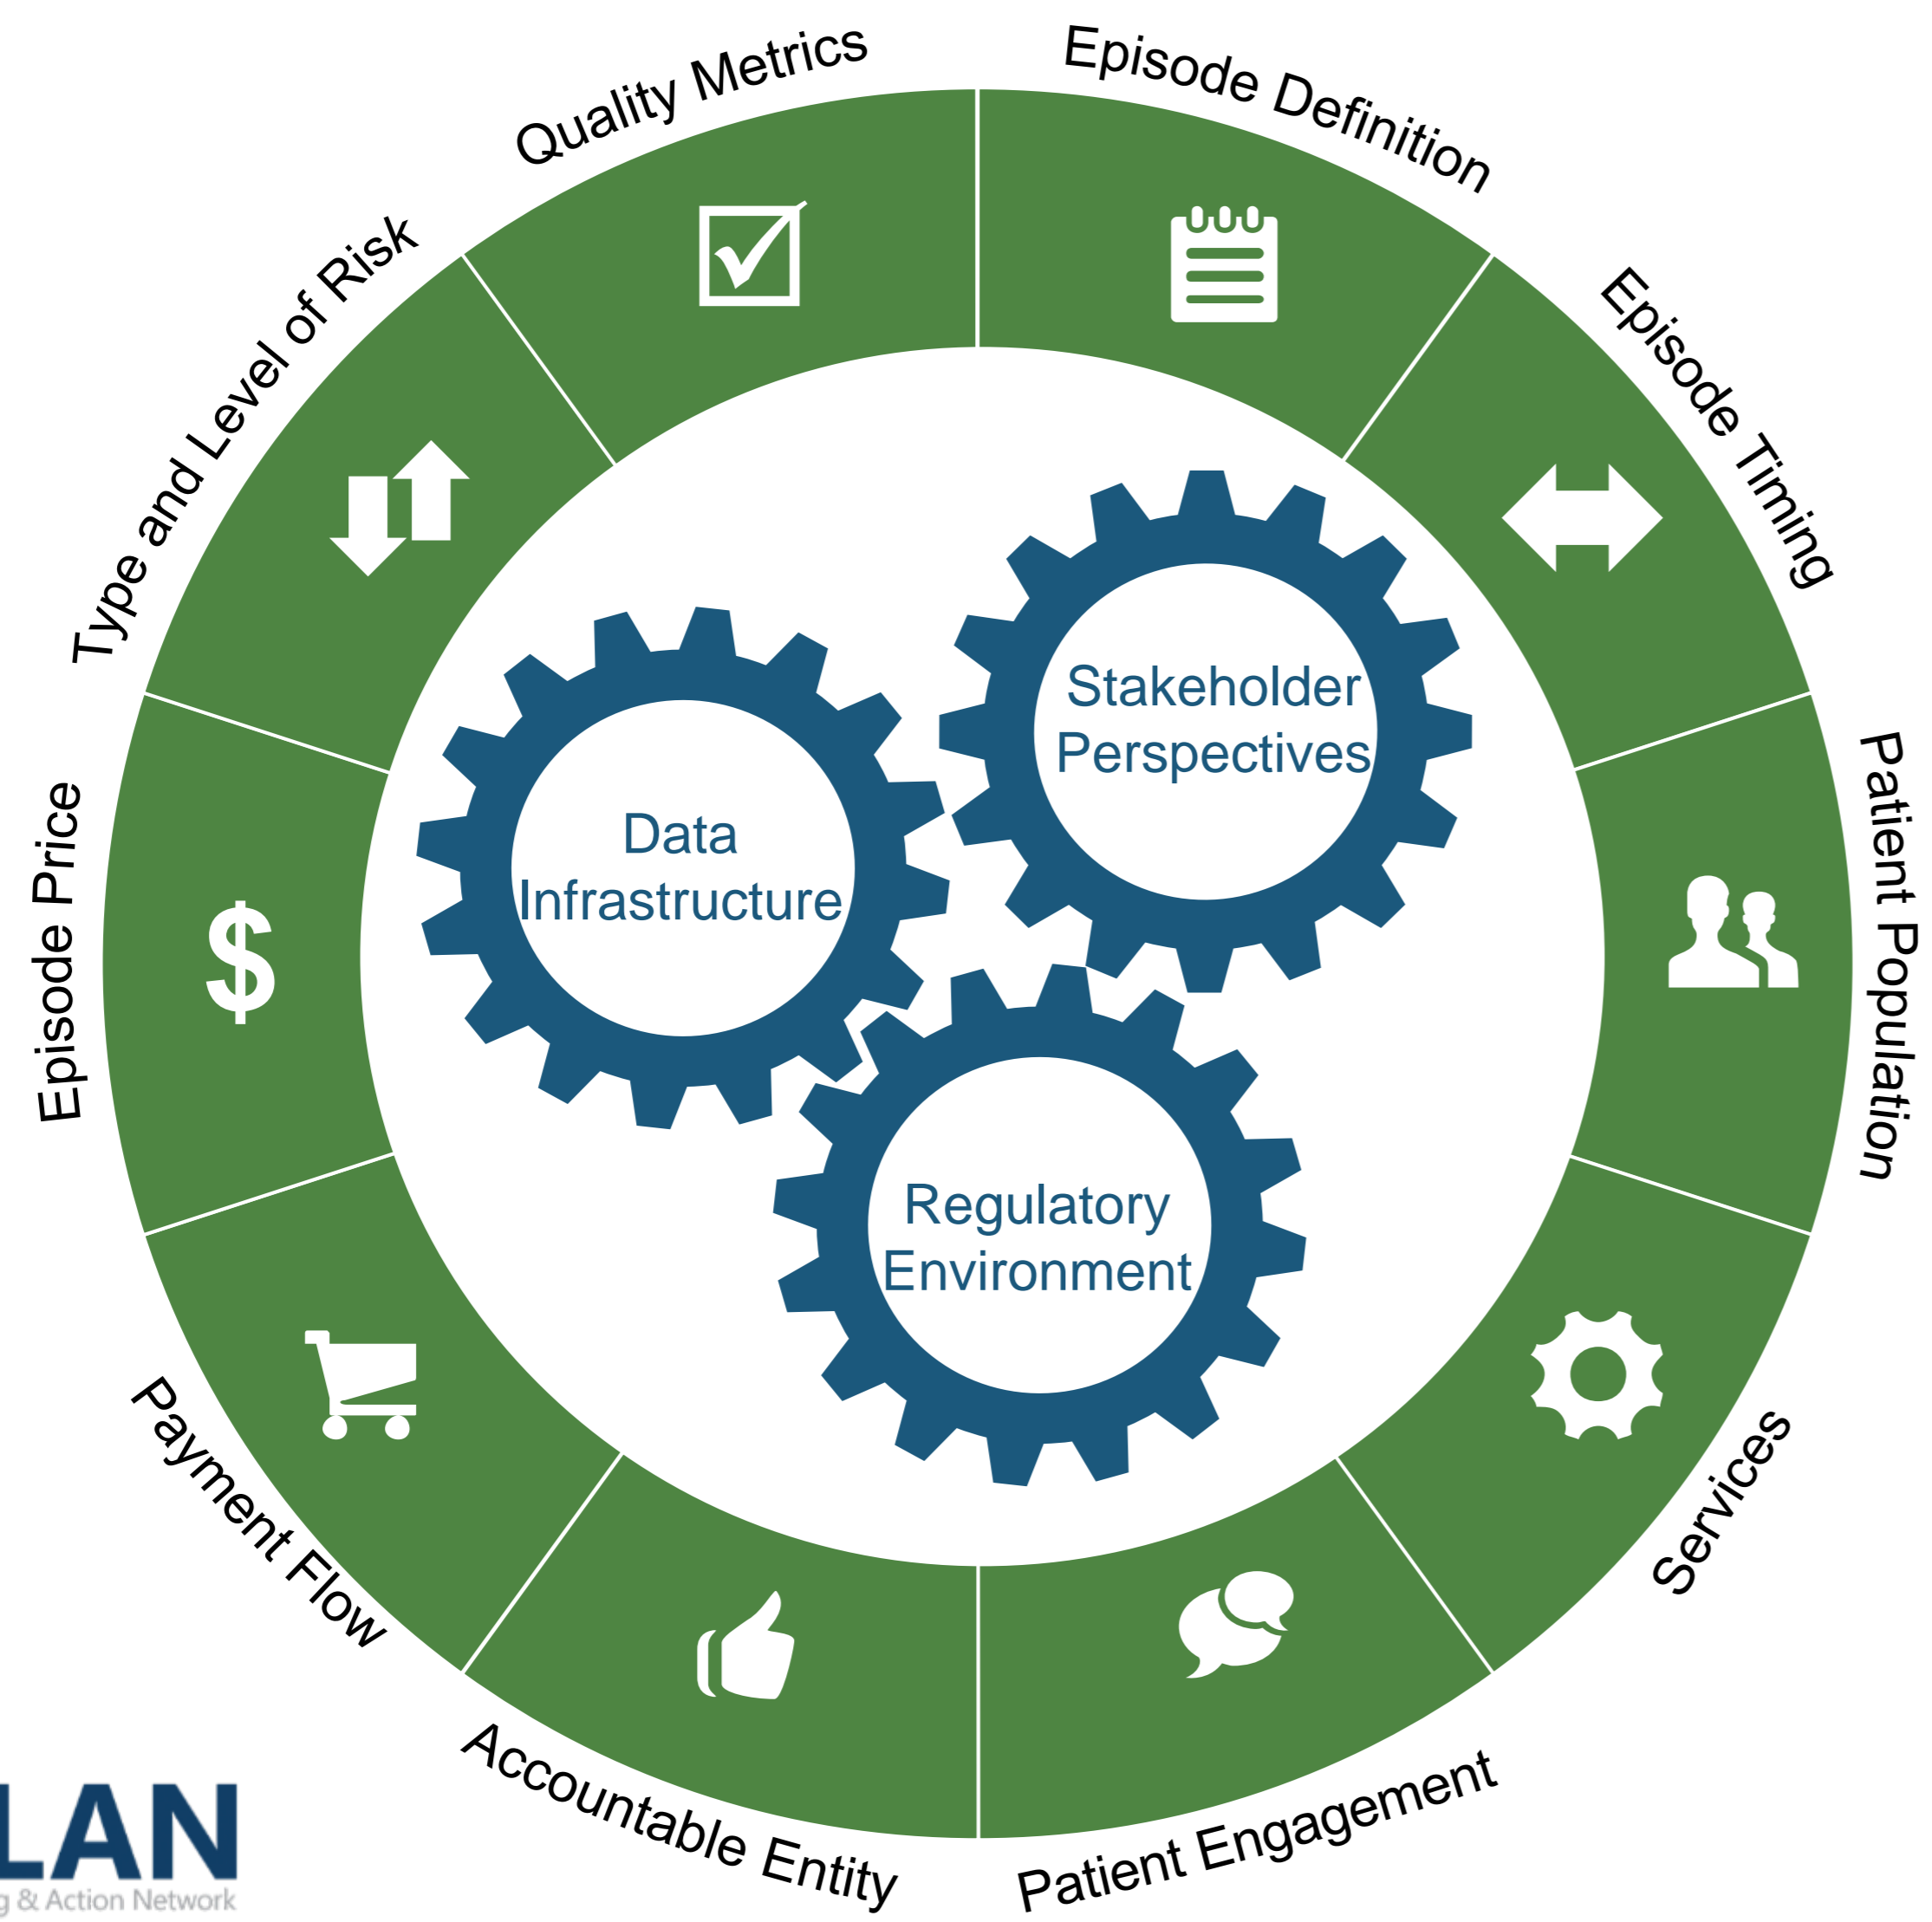 Episode Definition
Episode Timing
Patient Population
Services
Patient Engagement
Accountable Entity
Payment Flow
Episode Price
Type and Level of Risk
Quality Metrics
Stakeholder
Perspectives
Data
Infrastructure
Regulatory
Environment
LAN
& Action Network